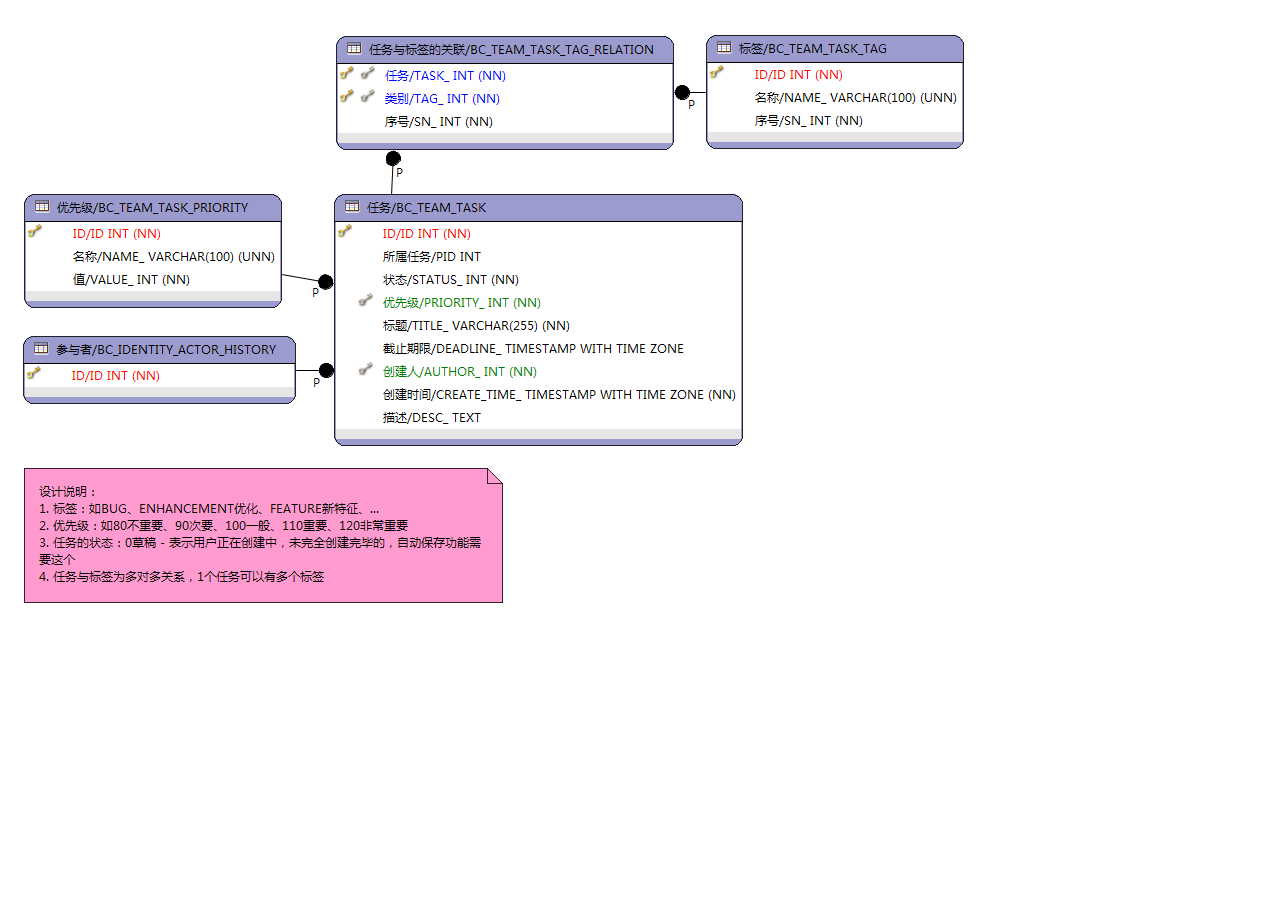 任务与标签的关联/BC_TEAM_TASK_TAG_RELATION
任务/TASK_ INT (NN)
类别/TAG_ INT (NN)
序号/SN_ INT (NN)
P
标签/BC_TEAM_TASK_TAG
ID/ID INT (NN)
名称/NAME_ VARCHAR(100) (UNN)
序号/SN_ INT (NN)
P
优先级/BC_TEAM_TASK_PRIORITY
ID/ID INT (NN)
名称/NAME_ VARCHAR(100) (UNN)
值/VALUE_ INT (NN)
P
参与者/BC_IDENTITY_ACTOR_HISTORY
ID/ID INT (NN)
P
任务/BC_TEAM_TASK
ID/ID INT (NN)
所属任务/PID INT
状态/STATUS_ INT (NN)
优先级/PRIORITY_ INT (NN)
标题/TITLE_ VARCHAR(255) (NN)
截止期限/DEADLINE_ TIMESTAMP WITH TIME ZONE
创建人/AUTHOR_ INT (NN)
创建时间/CREATE_TIME_ TIMESTAMP WITH TIME ZONE (NN)
描述/DESC_ TEXT
设计说明：
1. 标签：如BUG、ENHANCEMENT优化、FEATURE新特征、...
2. 优先级：如80不重要、90次要、100一般、110重要、120非常重要
3. 任务的状态：0草稿 - 表示用户正在创建中，未完全创建完毕的，自动保存功能需
要这个
4. 任务与标签为多对多关系，1个任务可以有多个标签